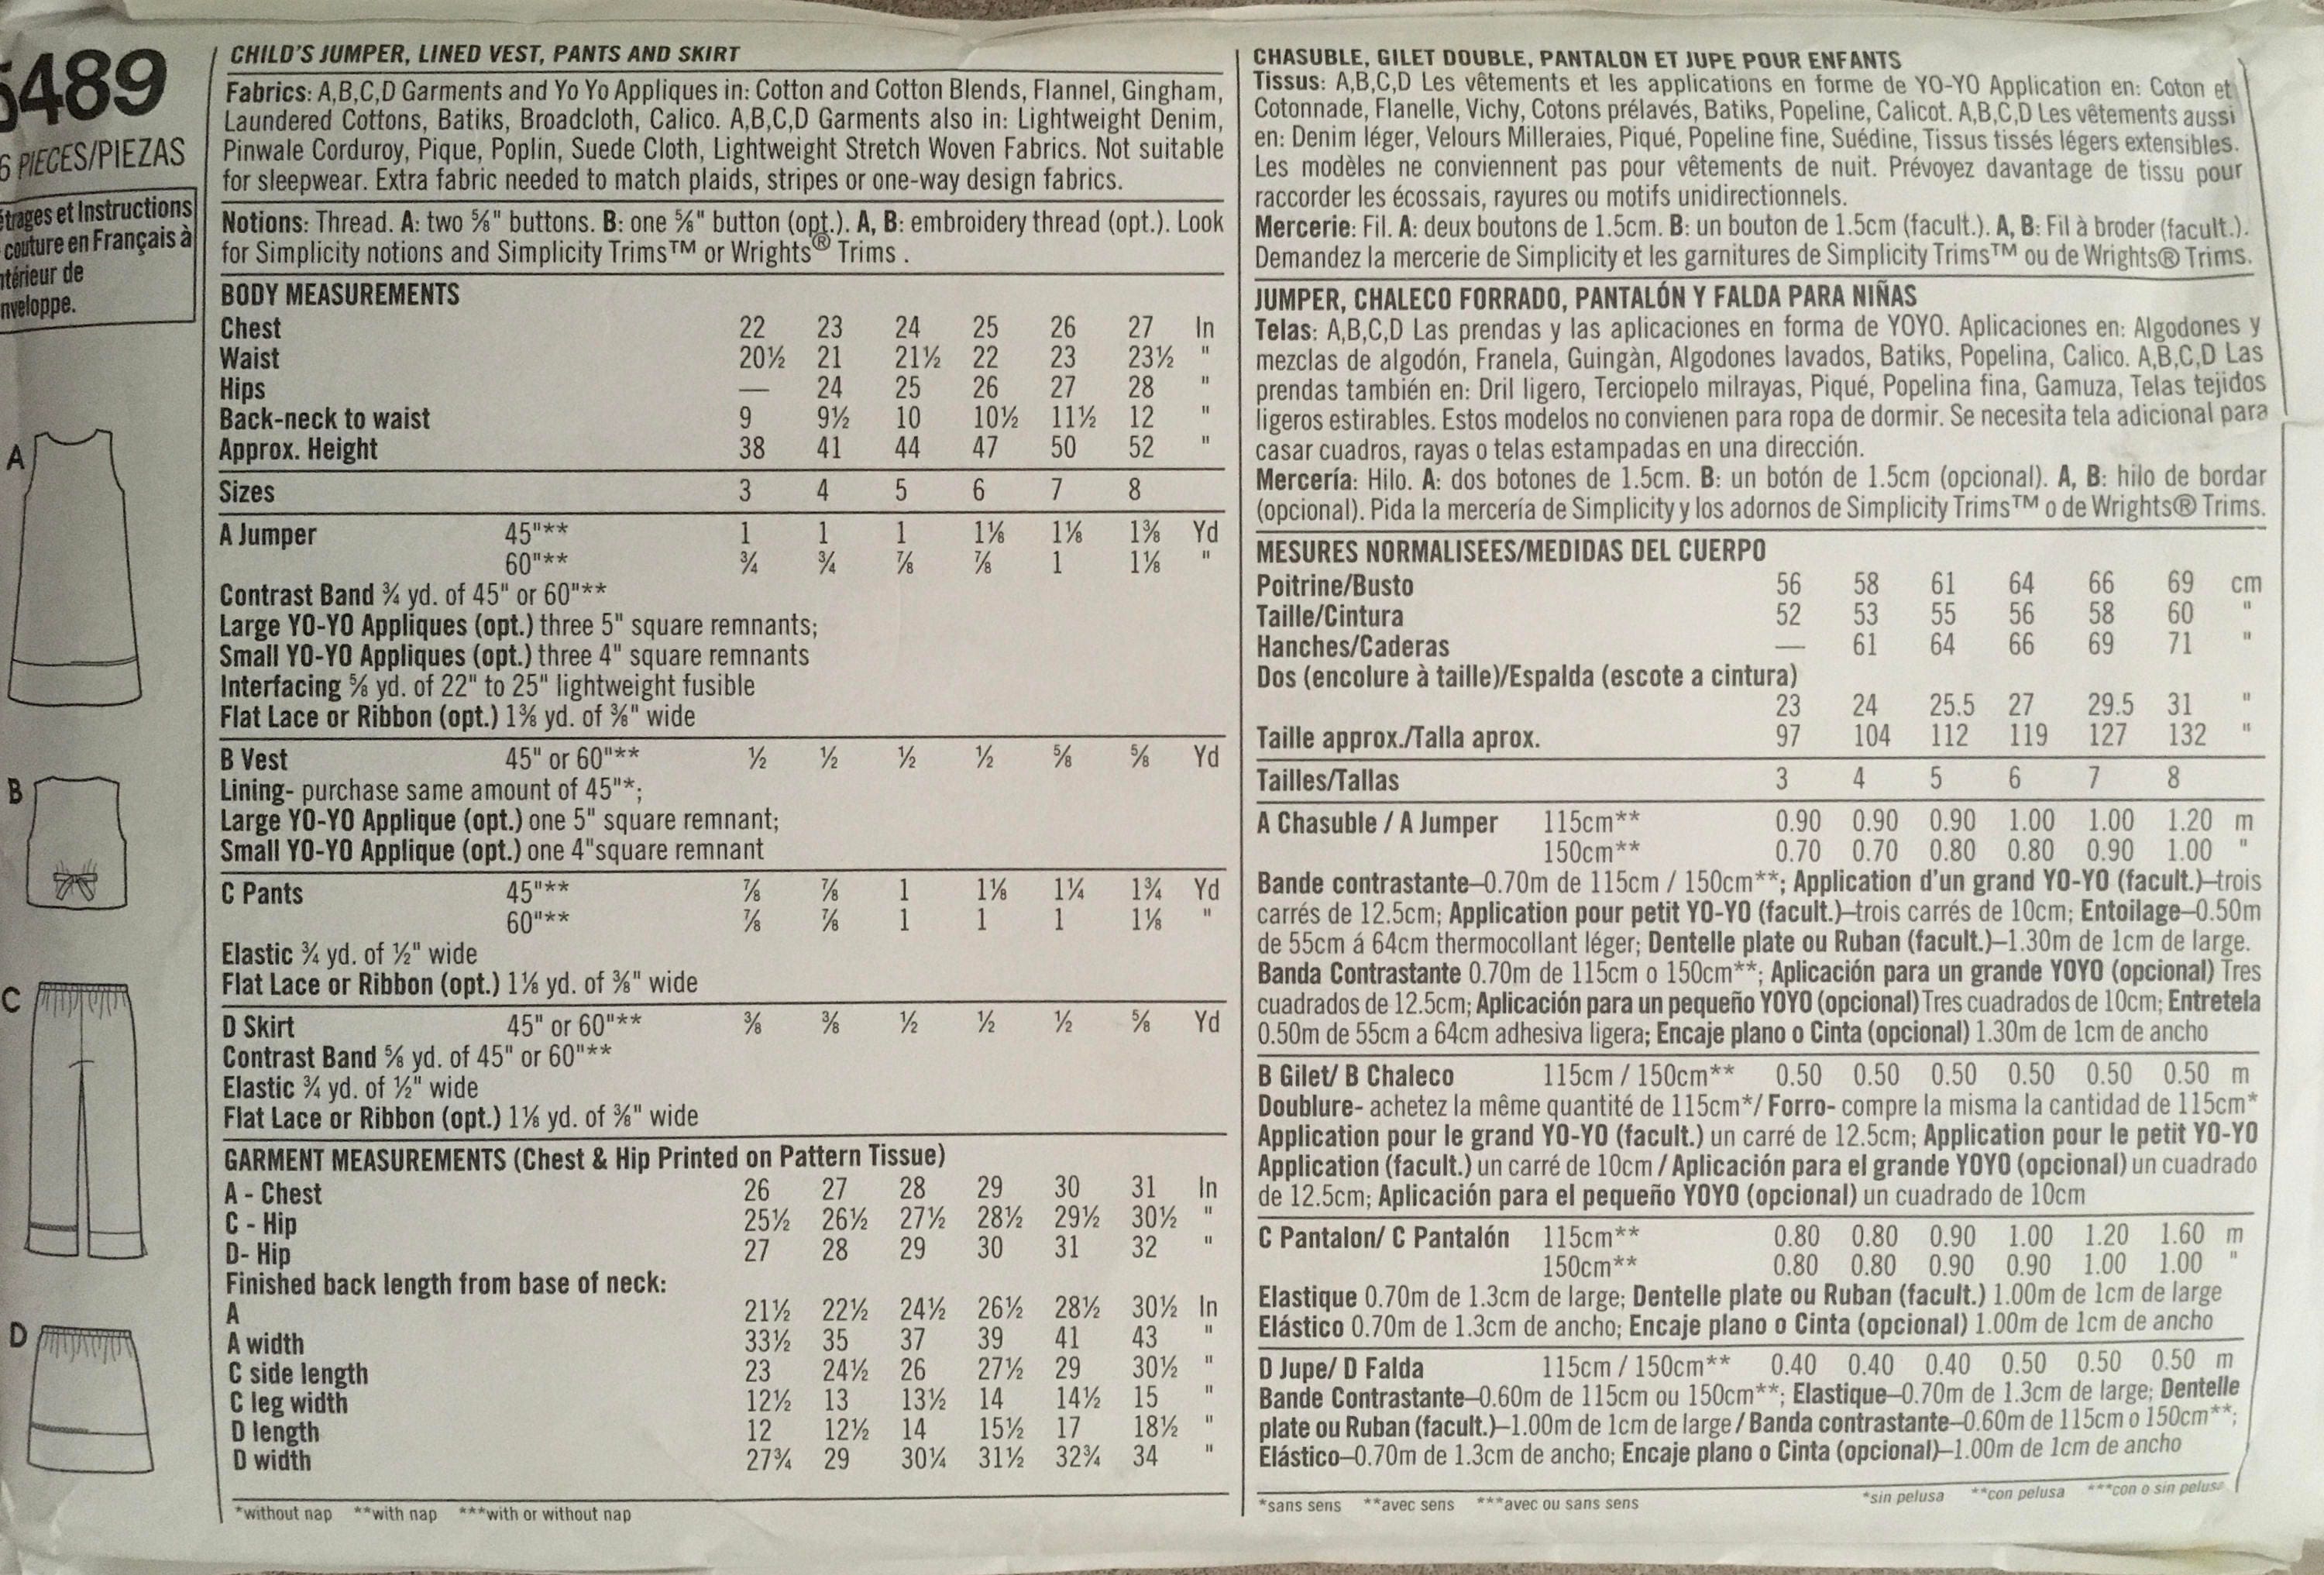 5489
6 PIECES/PIEZAS
étrages et Instructions
couture en Français à
ntérieur de
nveloppe.
A
B
C
D
CHILD'S JUMPER, LINED VEST, PANTS AND SKIRT
Fabrics: A,B,C,D Garments and Yo Yo Appliques in: Cotton and Cotton Blends, Flannel, Gingham,
Laundered Cottons, Batiks, Broadcloth, Calico. A,B,C,D Garments also in: Lightweight Denim,
Pinwale Corduroy, Pique, Poplin, Suede Cloth, Lightweight Stretch Woven Fabrics. Not suitable
for sleepwear. Extra fabric needed to match plaids, stripes or one-way design fabrics.
Notions: Thread. A: two ⅝" buttons. B: one ⅝" button (opt.). A, B: embroidery thread (opt.). Look
for Simplicity notions and Simplicity Trims™ or Wrights® Trims .
BODY MEASUREMENTS
Chest 22 23 24 25 26 27 In
Waist 20½ 21 21½ 22 23 23½ "
Hips — 24 25 26 27 28 "
Back-neck to waist 9 9½ 10 10½ 11½ 12 "
Approx. Height 38 41 44 47 50 52 "
Sizes 3 4 5 6 7 8
A Jumper 45"** 1 1 1 1⅛ 1⅛ 1⅜ Yd
60"** ¾ ¾ ⅞ ⅞ 1 1⅛ "
Contrast Band ¾ yd. of 45" or 60"**
Large YO-YO Appliques (opt.) three 5" square remnants;
Small YO-YO Appliques (opt.) three 4" square remnants
Interfacing ⅝ yd. of 22" to 25" lightweight fusible
Flat Lace or Ribbon (opt.) 1⅜ yd. of ⅜" wide
B Vest 45" or 60"** ½ ½ ½ ½ ⅝ ⅝ Yd
Lining- purchase same amount of 45"*;
Large YO-YO Applique (opt.) one 5" square remnant;
Small YO-YO Applique (opt.) one 4"square remnant
C Pants 45"** ⅞ ⅞ 1 1⅛ 1¼ 1¾ Yd
60"** ⅞ ⅞ 1 1 1 1⅛ "
Elastic ¾ yd. of ½" wide
Flat Lace or Ribbon (opt.) 1⅛ yd. of ⅜" wide
D Skirt 45" or 60"** ⅜ ⅜ ½ ½ ½ ⅝ Yd
Contrast Band ⅝ yd. of 45" or 60"**
Elastic ¾ yd. of ½" wide
Flat Lace or Ribbon (opt.) 1⅛ yd. of ⅜" wide
GARMENT MEASUREMENTS (Chest & Hip Printed on Pattern Tissue)
A - Chest 26 27 28 29 30 31 In
C - Hip 25½ 26½ 27½ 28½ 29½ 30½ "
D- Hip 27 28 29 30 31 32 "
Finished back length from base of neck:
A 21½ 22½ 24½ 26½ 28½ 30½ In
A width 33½ 35 37 39 41 43 "
C side length 23 24½ 26 27½ 29 30½ "
C leg width 12½ 13 13½ 14 14½ 15 "
D length 12 12½ 14 15½ 17 18½ "
D width 27¾ 29 30¼ 31½ 32¾ 34 "
*without nap **with nap ***with or without nap
CHASUBLE, GILET DOUBLE, PANTALON ET JUPE POUR ENFANTS
Tissus: A,B,C,D Les vêtements et les applications en forme de YO-YO Application en: Coton et
Cotonnade, Flanelle, Vichy, Cotons prélavés, Batiks, Popeline, Calicot. A,B,C,D Les vêtements aussi
en: Denim léger, Velours Milleraies, Piqué, Popeline fine, Suédine, Tissus tissés légers extensibles.
Les modèles ne conviennent pas pour vêtements de nuit. Prévoyez davantage de tissu pour
raccorder les écossais, rayures ou motifs unidirectionnels.
Mercerie: Fil. A: deux boutons de 1.5cm. B: un bouton de 1.5cm (facult.). A, B: Fil à broder (facult.).
Demandez la mercerie de Simplicity et les garnitures de Simplicity Trims™ ou de Wrights® Trims.
JUMPER, CHALECO FORRADO, PANTALÓN Y FALDA PARA NIÑAS
Telas: A,B,C,D Las prendas y las aplicaciones en forma de YOYO. Aplicaciones en: Algodones y
mezclas de algodón, Franela, Guingàn, Algodones lavados, Batiks, Popelina, Calico. A,B,C,D Las
prendas también en: Dril ligero, Terciopelo milrayas, Piqué, Popelina fina, Gamuza, Telas tejidos
ligeros estirables. Estos modelos no convienen para ropa de dormir. Se necesita tela adicional para
casar cuadros, rayas o telas estampadas en una dirección.
Mercería: Hilo. A: dos botones de 1.5cm. B: un botón de 1.5cm (opcional). A, B: hilo de bordar
(opcional). Pida la mercería de Simplicity y los adornos de Simplicity Trims™ o de Wrights® Trims.
MESURES NORMALISEES/MEDIDAS DEL CUERPO
Poitrine/Busto 56 58 61 64 66 69 cm
Taille/Cintura 52 53 55 56 58 60 "
Hanches/Caderas — 61 64 66 69 71 "
Dos (encolure à taille)/Espalda (escote a cintura)
23 24 25.5 27 29.5 31 "
Taille approx./Talla aprox. 97 104 112 119 127 132 "
Tailles/Tallas 3 4 5 6 7 8
A Chasuble / A Jumper 115cm** 0.90 0.90 0.90 1.00 1.00 1.20 m
150cm** 0.70 0.70 0.80 0.80 0.90 1.00 "
Bande contrastante–0.70m de 115cm / 150cm**; Application d'un grand YO-YO (facult.)–trois
carrés de 12.5cm; Application pour petit YO-YO (facult.)–trois carrés de 10cm; Entoilage–0.50m
de 55cm á 64cm thermocollant léger; Dentelle plate ou Ruban (facult.)–1.30m de 1cm de large.
Banda Contrastante 0.70m de 115cm o 150cm**; Aplicación para un grande YOYO (opcional) Tres
cuadrados de 12.5cm; Aplicación para un pequeño YOYO (opcional) Tres cuadrados de 10cm; Entretela
0.50m de 55cm a 64cm adhesiva ligera; Encaje plano o Cinta (opcional) 1.30m de 1cm de ancho
B Gilet/ B Chaleco 115cm / 150cm** 0.50 0.50 0.50 0.50 0.50 0.50 m
Doublure- achetez la même quantité de 115cm*/ Forro- compre la misma la cantidad de 115cm*
Application pour le grand YO-YO (facult.) un carré de 12.5cm; Application pour le petit YO-YO
Application (facult.) un carré de 10cm / Aplicación para el grande YOYO (opcional) un cuadrado
de 12.5cm; Aplicación para el pequeño YOYO (opcional) un cuadrado de 10cm
C Pantalon/ C Pantalón 115cm** 0.80 0.80 0.90 1.00 1.20 1.60 m
150cm** 0.80 0.80 0.90 0.90 1.00 1.00 "
Elastique 0.70m de 1.3cm de large; Dentelle plate ou Ruban (facult.) 1.00m de 1cm de large
Elástico 0.70m de 1.3cm de ancho; Encaje plano o Cinta (opcional) 1.00m de 1cm de ancho
D Jupe/ D Falda 115cm / 150cm** 0.40 0.40 0.40 0.50 0.50 0.50 m
Bande Contrastante–0.60m de 115cm ou 150cm**; Elastique–0.70m de 1.3cm de large; Dentelle
plate ou Ruban (facult.)–1.00m de 1cm de large / Banda contrastante–0.60m de 115cm o 150cm**;
Elástico–0.70m de 1.3cm de ancho; Encaje plano o Cinta (opcional)–1.00m de 1cm de ancho
*sans sens **avec sens ***avec ou sans sens
*sin pelusa **con pelusa ***con o sin pelusa